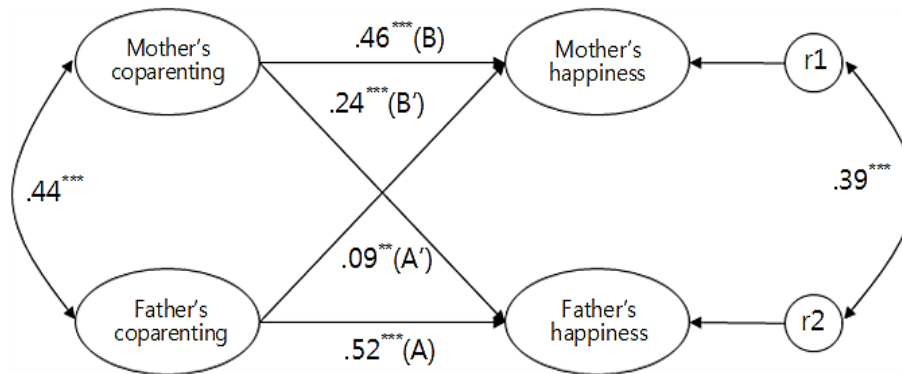 Mother's
coparenting
.46***(B)
Mother's
happiness
r1
.24***(B')
.44***
.39***
.09**(A')
Father's
coparenting
.52***(A)
Father's
happiness
r2